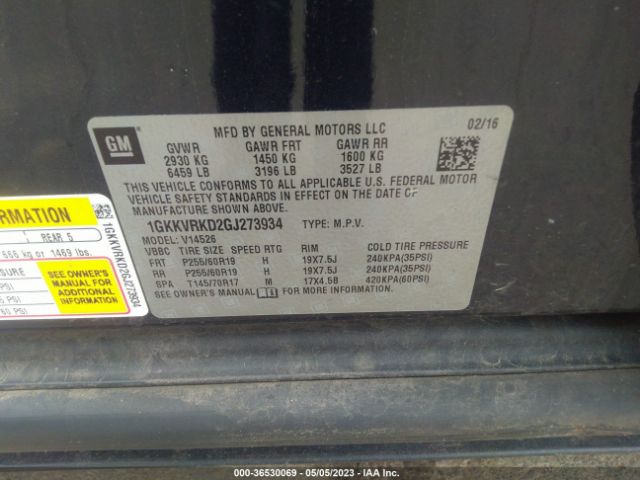 GM
MFD BY GENERAL MOTORS LLC
02/16
GVWR GAWR FRT GAWR RR
2930 KG 1450 KG 1600 KG
6459 LB 3196 LB 3527 LB
THIS VEHICLE CONFORMS TO ALL APPLICABLE U.S. FEDERAL MOTOR
VEHICLE SAFETY STANDARDS IN EFFECT ON THE DATE OF
MANUFACTURE SHOWN ABOVE.
1GKKVRKD2GJ273934 TYPE: M.P.V.
MODEL: V14526
VBBC TIRE SIZE SPEED RTG RIM COLD TIRE PRESSURE
FRT P255/60R19 H 19X7.5J 240KPA(35PSI)
RR P255/60R19 H 19X7.5J 240KPA(35PSI)
SPA T145/70R17 M 17X4.5B 420KPA(60PSI)
SEE OWNER'S MANUAL FOR MORE INFORMATION.
REAR 5
666 kg or 1469 lbs.
SEE OWNER'S
MANUAL FOR
ADDITIONAL
INFORMATION
1GKKVRKD2GJ273934
000-36530069 - 05/05/2023 - IAAI.COM